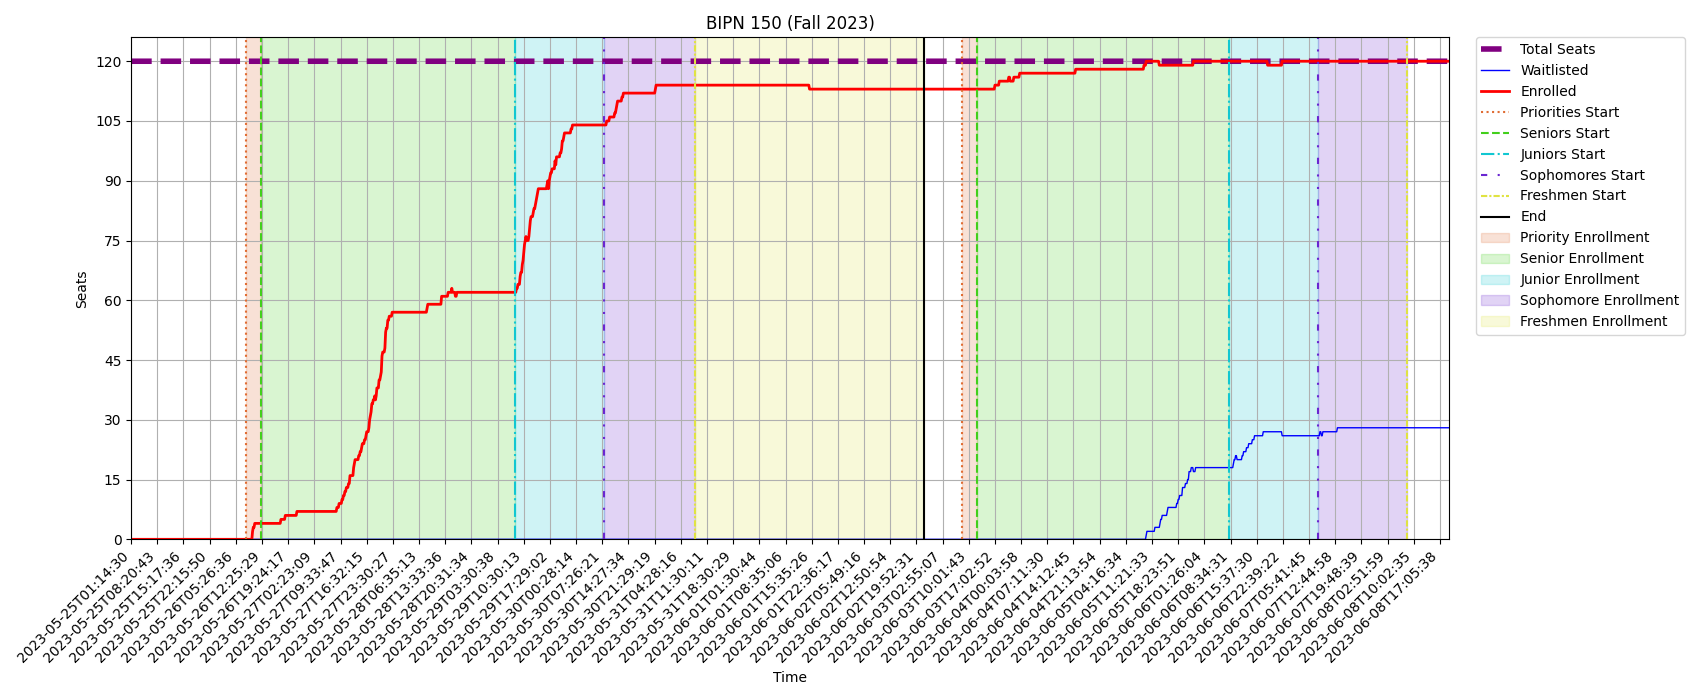 BIPN 150 (Fall 2023)
Seats
120
105
90
75
60
45
30
15
0
2023-05-25T01:14:30
2023-05-25T08:20:43
2023-05-25T15:17:36
2023-05-25T22:15:50
2023-05-26T05:26:36
2023-05-26T12:25:29
2023-05-26T19:24:17
2023-05-27T02:23:09
2023-05-27T09:33:47
2023-05-27T16:32:15
2023-05-27T23:30:27
2023-05-28T06:35:13
2023-05-28T13:33:36
2023-05-28T20:31:34
2023-05-29T03:30:38
2023-05-29T10:30:13
2023-05-29T17:29:02
2023-05-30T00:28:14
2023-05-30T07:26:21
2023-05-30T14:27:34
2023-05-30T21:29:19
2023-05-31T04:28:16
2023-05-31T11:30:11
2023-05-31T18:30:29
2023-06-01T01:30:44
2023-06-01T08:35:06
2023-06-01T15:35:26
2023-06-01T22:36:17
2023-06-02T05:49:16
2023-06-02T12:50:54
2023-06-02T19:52:31
2023-06-03T02:55:07
2023-06-03T10:01:43
2023-06-03T17:02:52
2023-06-04T00:03:58
2023-06-04T07:11:30
2023-06-04T14:12:45
2023-06-04T21:13:54
2023-06-05T04:16:34
2023-06-05T11:21:33
2023-06-05T18:23:51
2023-06-06T01:26:04
2023-06-06T08:34:31
2023-06-06T15:37:30
2023-06-06T22:39:22
2023-06-07T05:41:45
2023-06-07T12:44:58
2023-06-07T19:48:39
2023-06-08T02:51:59
2023-06-08T10:02:35
2023-06-08T17:05:38
Time
Total Seats
Waitlisted
Enrolled
Priorities Start
Seniors Start
Juniors Start
Sophomores Start
Freshmen Start
End
Priority Enrollment
Senior Enrollment
Junior Enrollment
Sophomore Enrollment
Freshmen Enrollment